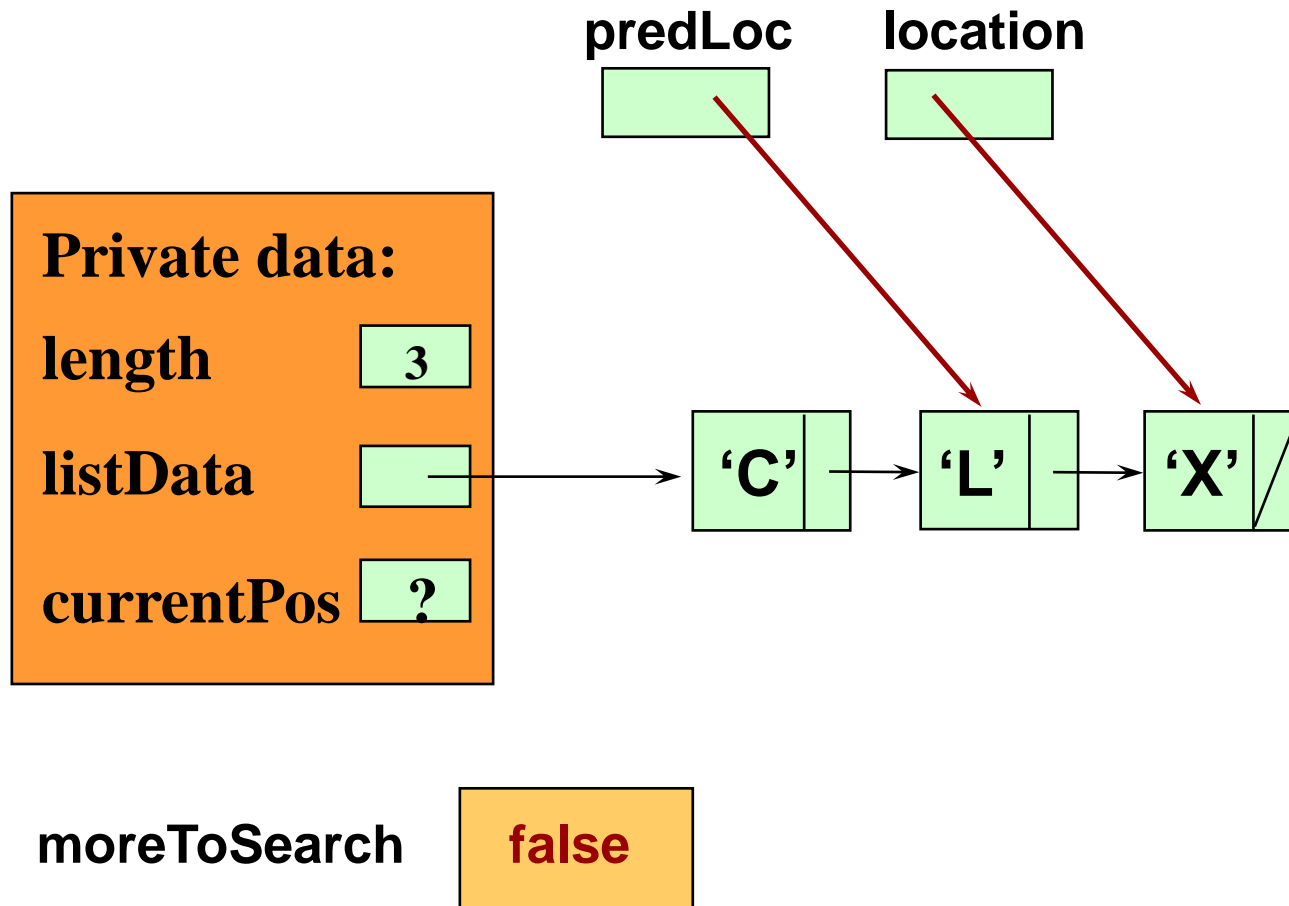 predLoc location
Private data:
length 3
listData
‘C’ ‘L’ ‘X’
currentPos ?
moreToSearch false